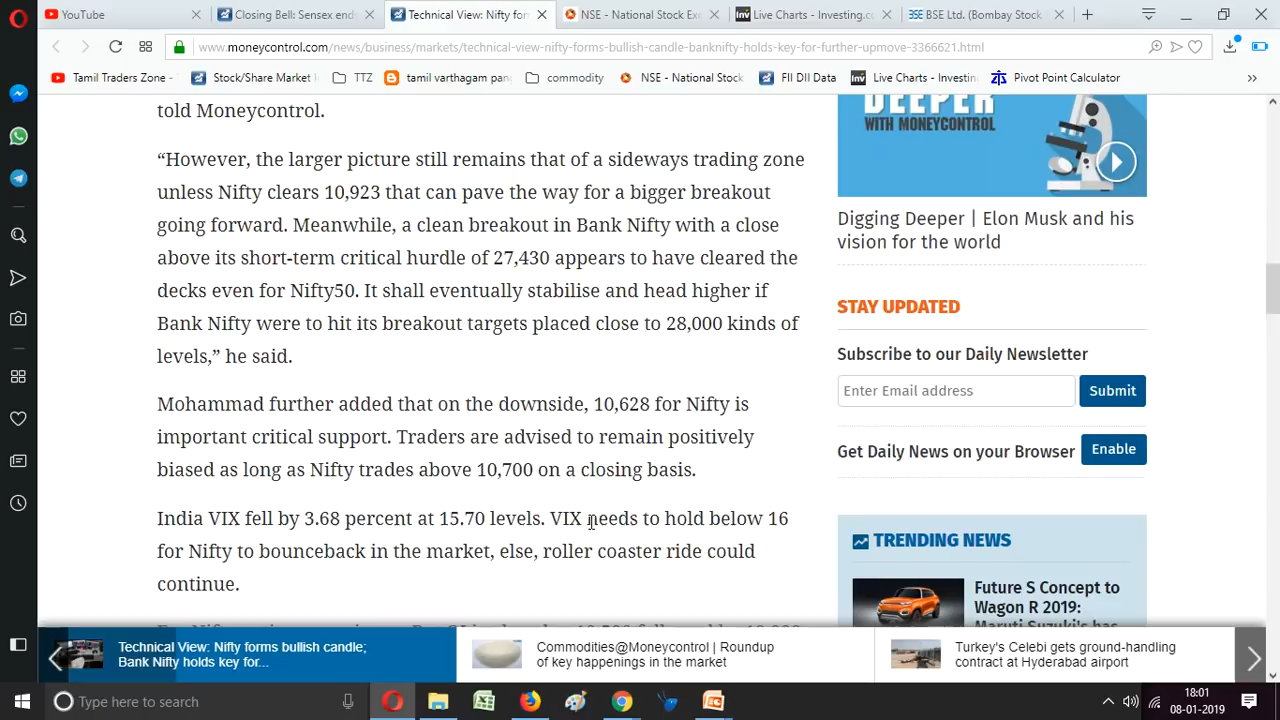 YouTube
Closing Bell: Sensex ends
Technical View: Nifty for
NSE - National Stock Ex
Live Charts - Investing.co
BSE Ltd. (Bombay Stock
www.moneycontrol.com/news/business/markets/technical-view-nifty-forms-bullish-candle-banknifty-holds-key-for-further-upmove-3366621.html
Tamil Traders Zone -
Stock/Share Market
TTZ
tamil varthagam pan
commodity
NSE - National Stock
FII DII Data
Live Charts - Investin
Pivot Point Calculator
told Moneycontrol.
“However, the larger picture still remains that of a sideways trading zone
unless Nifty clears 10,923 that can pave the way for a bigger breakout
going forward. Meanwhile, a clean breakout in Bank Nifty with a close
above its short-term critical hurdle of 27,430 appears to have cleared the
decks even for Nifty50. It shall eventually stabilise and head higher if
Bank Nifty were to hit its breakout targets placed close to 28,000 kinds of
levels,” he said.
Mohammad further added that on the downside, 10,628 for Nifty is
important critical support. Traders are advised to remain positively
biased as long as Nifty trades above 10,700 on a closing basis.
India VIX fell by 3.68 percent at 15.70 levels. VIX needs to hold below 16
for Nifty to bounceback in the market, else, roller coaster ride could
continue.
DEEPER
WITH MONEYCONTROL
Digging Deeper | Elon Musk and his
vision for the world
STAY UPDATED
Subscribe to our Daily Newsletter
Enter Email address
Submit
Get Daily News on your Browser
Enable
TRENDING NEWS
Future S Concept to
Wagon R 2019:
Maruti Suzuki's has
Technical View: Nifty forms bullish candle;
Bank Nifty holds key for...
Commodities@Moneycontrol | Roundup
of key happenings in the market
Turkey's Celebi gets ground-handling
contract at Hyderabad airport
Type here to search
18:01
08-01-2019